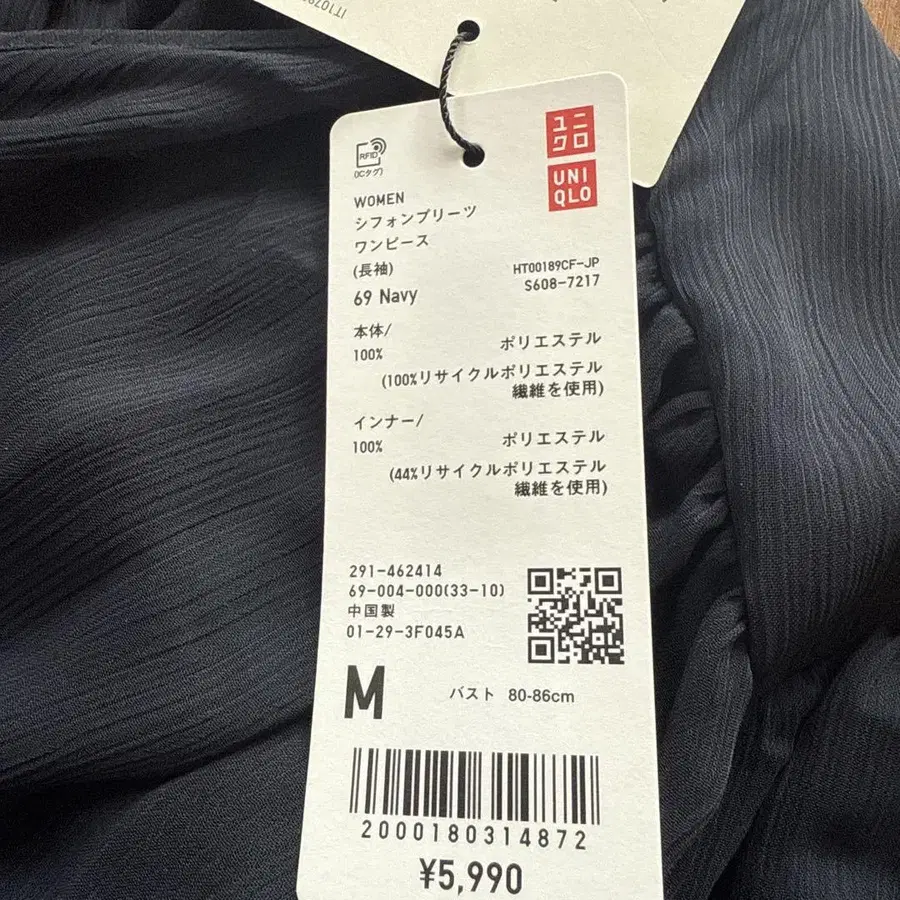 IT1078
ユニ
クロ
UNI
QLO
RFID
(ICタグ)
WOMEN
シフォンプリーツ
ワンピース
(長袖)
HT00189CF-JP
69 Navy
S608-7217
本体/
100%
ポリエステル
(100%リサイクルポリエステル
繊維を使用)
インナー/
100%
ポリエステル
(44%リサイクルポリエステル
繊維を使用)
291-462414
69-004-000(33-10)
中国製
01-29-3F045A
M
バスト 80-86cm
2000180314872
¥5,990